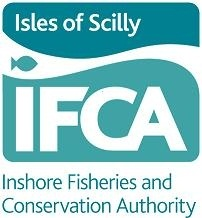 Isles of Scilly
IFCA
Inshore Fisheries and
Conservation Authority